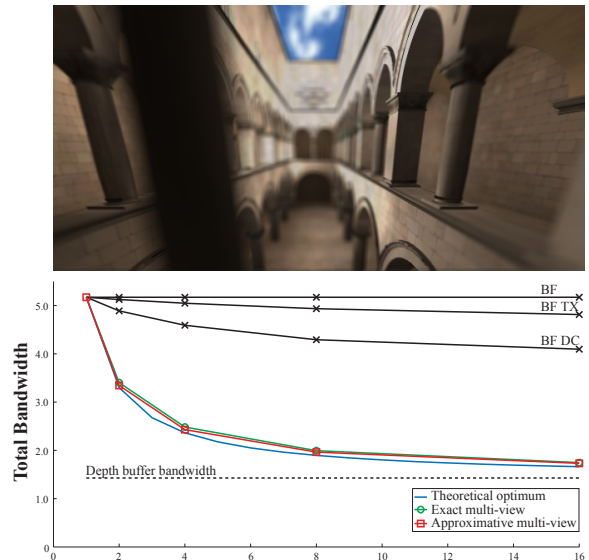 BF
5.0
BF TX
BF DC
4.0
Total Bandwidth
3.0
2.0
Depth buffer bandwidth
1.0
Theoretical optimum
Exact multi-view
Approximative multi-view
0 2 4 6 8 10 12 14 16